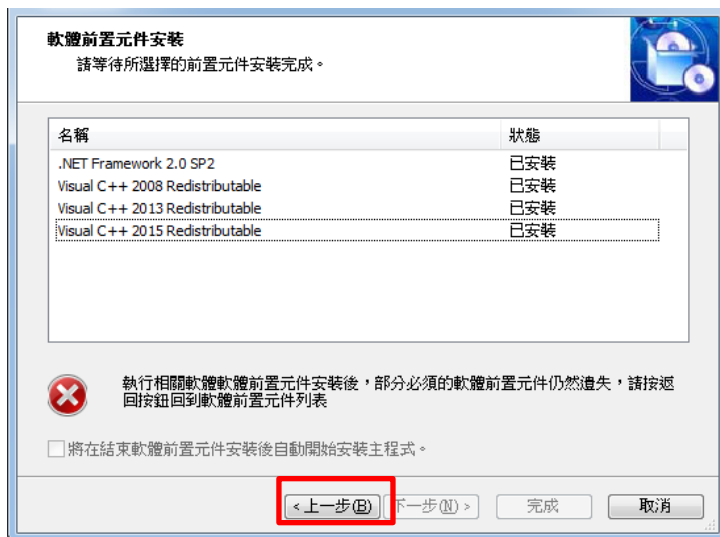 軟體前置元件安裝
請等待所選擇的前置元件安裝完成。
名稱 狀態
.NET Framework 2.0 SP2 已安裝
Visual C++ 2008 Redistributable 已安裝
Visual C++ 2013 Redistributable 已安裝
Visual C++ 2015 Redistributable 已安裝
執行相關軟體軟體前置元件安裝後，部分必須的軟體前置元件仍然遺失，請按返
回按鈕回到軟體前置元件列表
將在結束軟體前置元件安裝後自動開始安裝主程式。
<上一步(B) 下一步(N) > 完成 取消